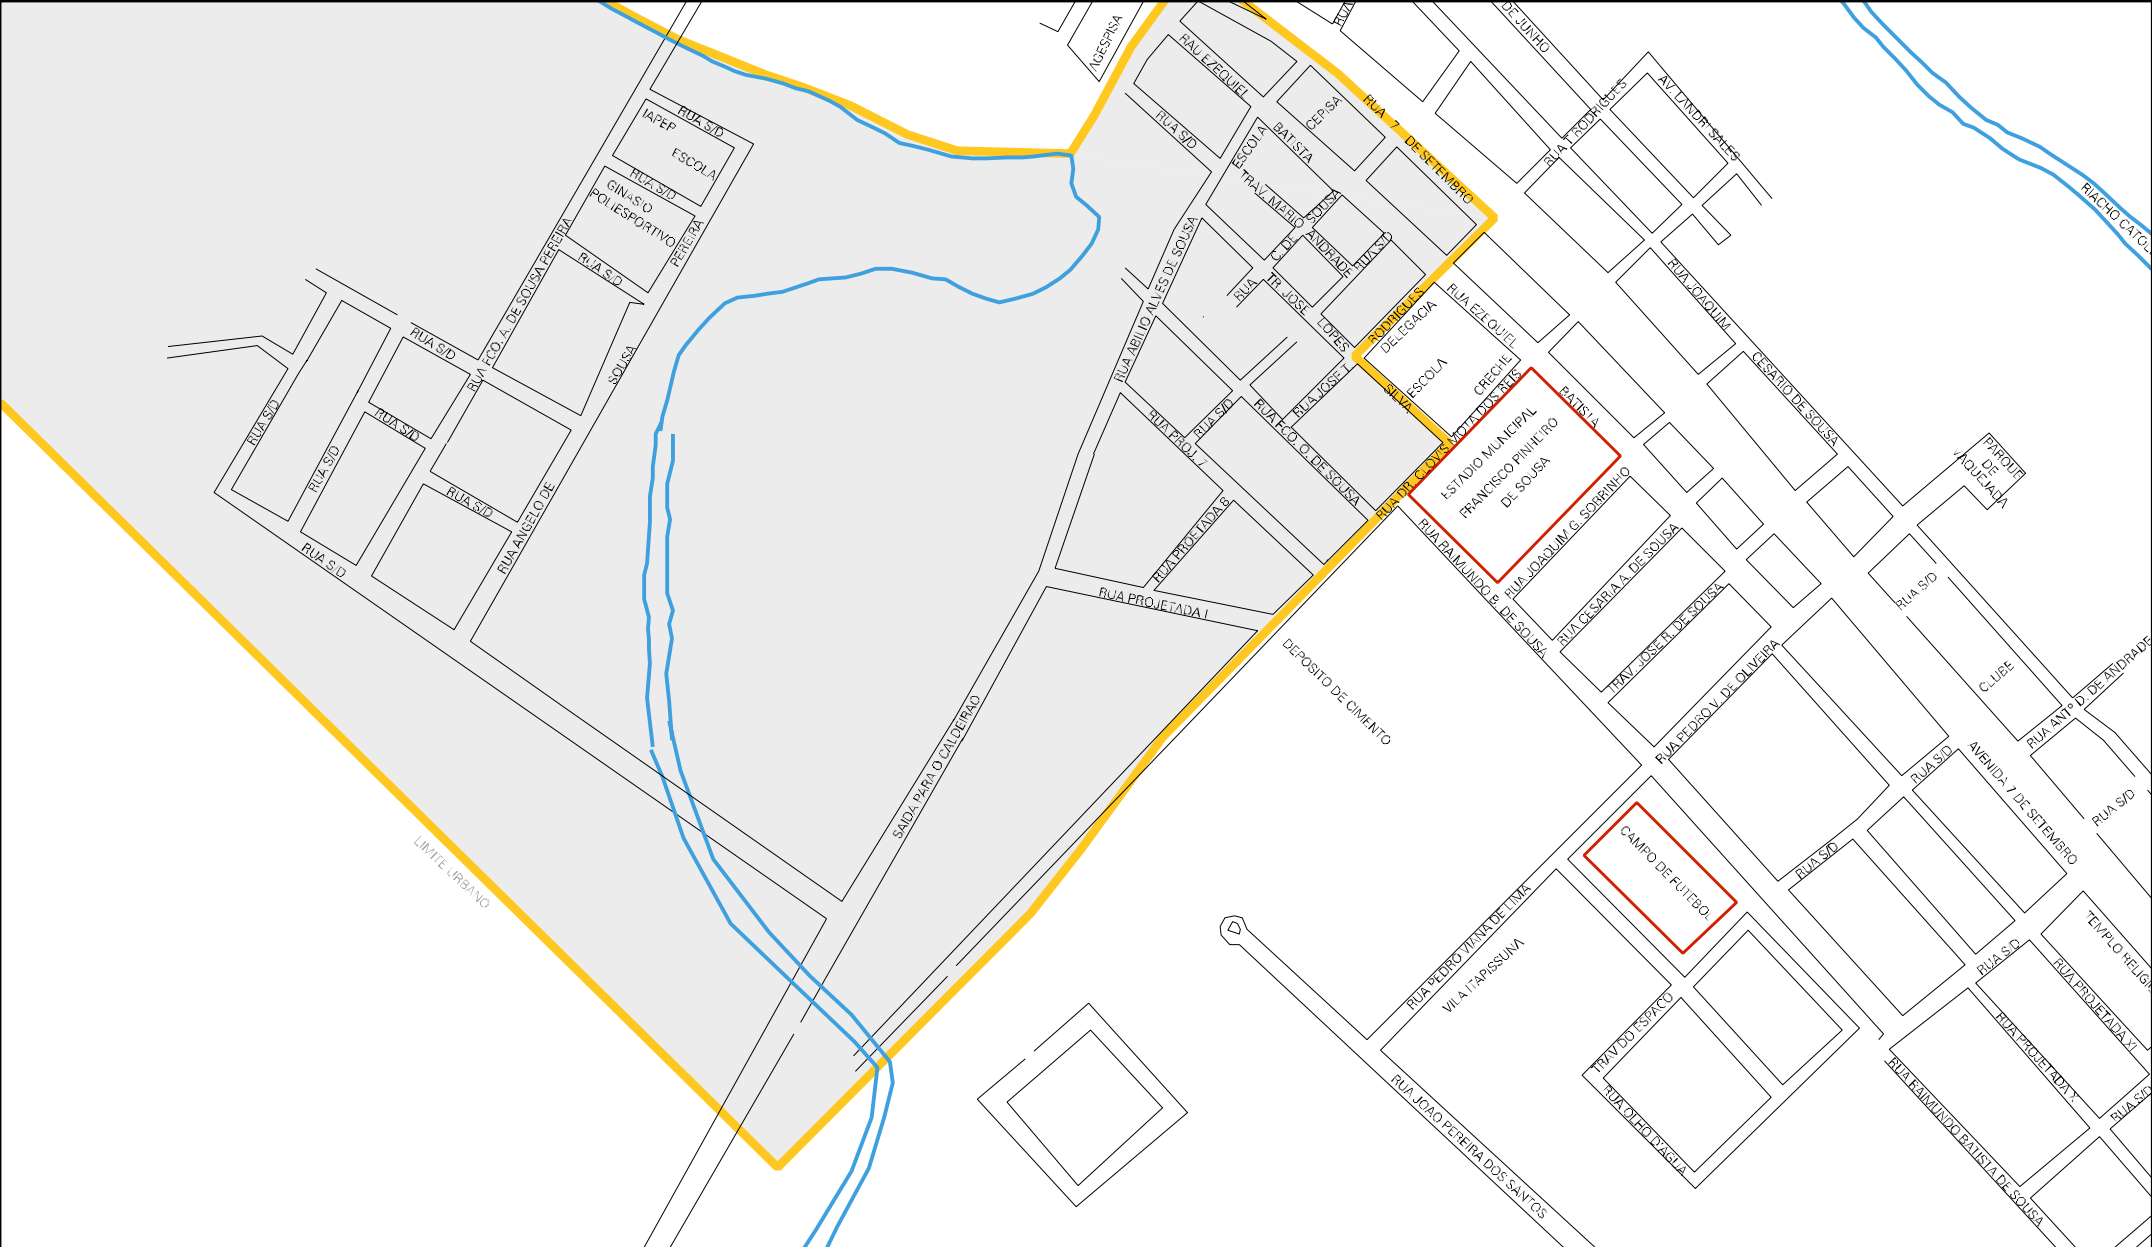 AGESPISA
RUA
DE JUNHO
RAU EZEQUIEL
CEPISA
RUA 7 DE SETEMBRO
RUA T RODRIGUES
AV. LANDRI SALES
RIACHO
RUA S/D
IAPEP
ESCOLA
RUA S/D
GINASIO
POLIESPORTIVO
RUA S/D
RUA FCO. A. DE SOUSA PEREIRA
RUA ANGELO DE SOUSA PEREIRA
RUA S/D
ESCOLA
BATISTA
TRAV. MARIO
ANDRADE
C. DE SOUSA
RUA S/D
RUA
TR. JOSE LOPES
RUA JOSE T.
RODRIGUES
DELEGACIA
ESCOLA
CRECHE
RUA EZEQUIEL
BATISTA
SILVA
RUA ABILIO ALVES DE SOUSA
RUA S/D
RUA PROJ. 7
RUA FCO. O. DE SOUSA
RUA DR. CLOVIS MOTA DOS REIS
ESTADIO MUNICIPAL
FRANCISCO PINHEIRO
DE SOUSA
RUA JOAQUIM
CESARIO DE SOUSA
PARQUE
DE
VAQUEJADA
RUA S/D
RUA S/D
RUA S/D
RUA S/D
RUA S/D
RUA S/D
RUA PROJETADA I
RUA RAIMUNDO B. DE SOUSA
RUA JOAQUIM G. SOBRINHO
RUA CESARIA A. DE SOUSA
TRAV. JOSE R. DE SOUSA
RUA PEDRO V. DE OLIVEIRA
DEPOSITO DE CIMENTO
RUA S/D
CLUBE
RUA ANTº D. DE ANDRADE
RUA S/D
AVENIDA 7 DE SETEMBRO
RUA S/D
RUA S/D
SAIDA PARA O CALDEIRAO
LIMITE URBANO
CAMPO DE FUTEBOL
RUA PEDRO VIANA DE LIMA
VILA ITAPISSUNA
TRAV DO ESPAÇO
RUA OLHO D'AGUA
RUA JOAO PEREIRA DOS SANTOS
RUA RAIMUNDO BATISTA DE SOUSA
RUA S/D
TEMPLO
RUA PROJETADA XI
RUA PROJETADA X
RUA S/D